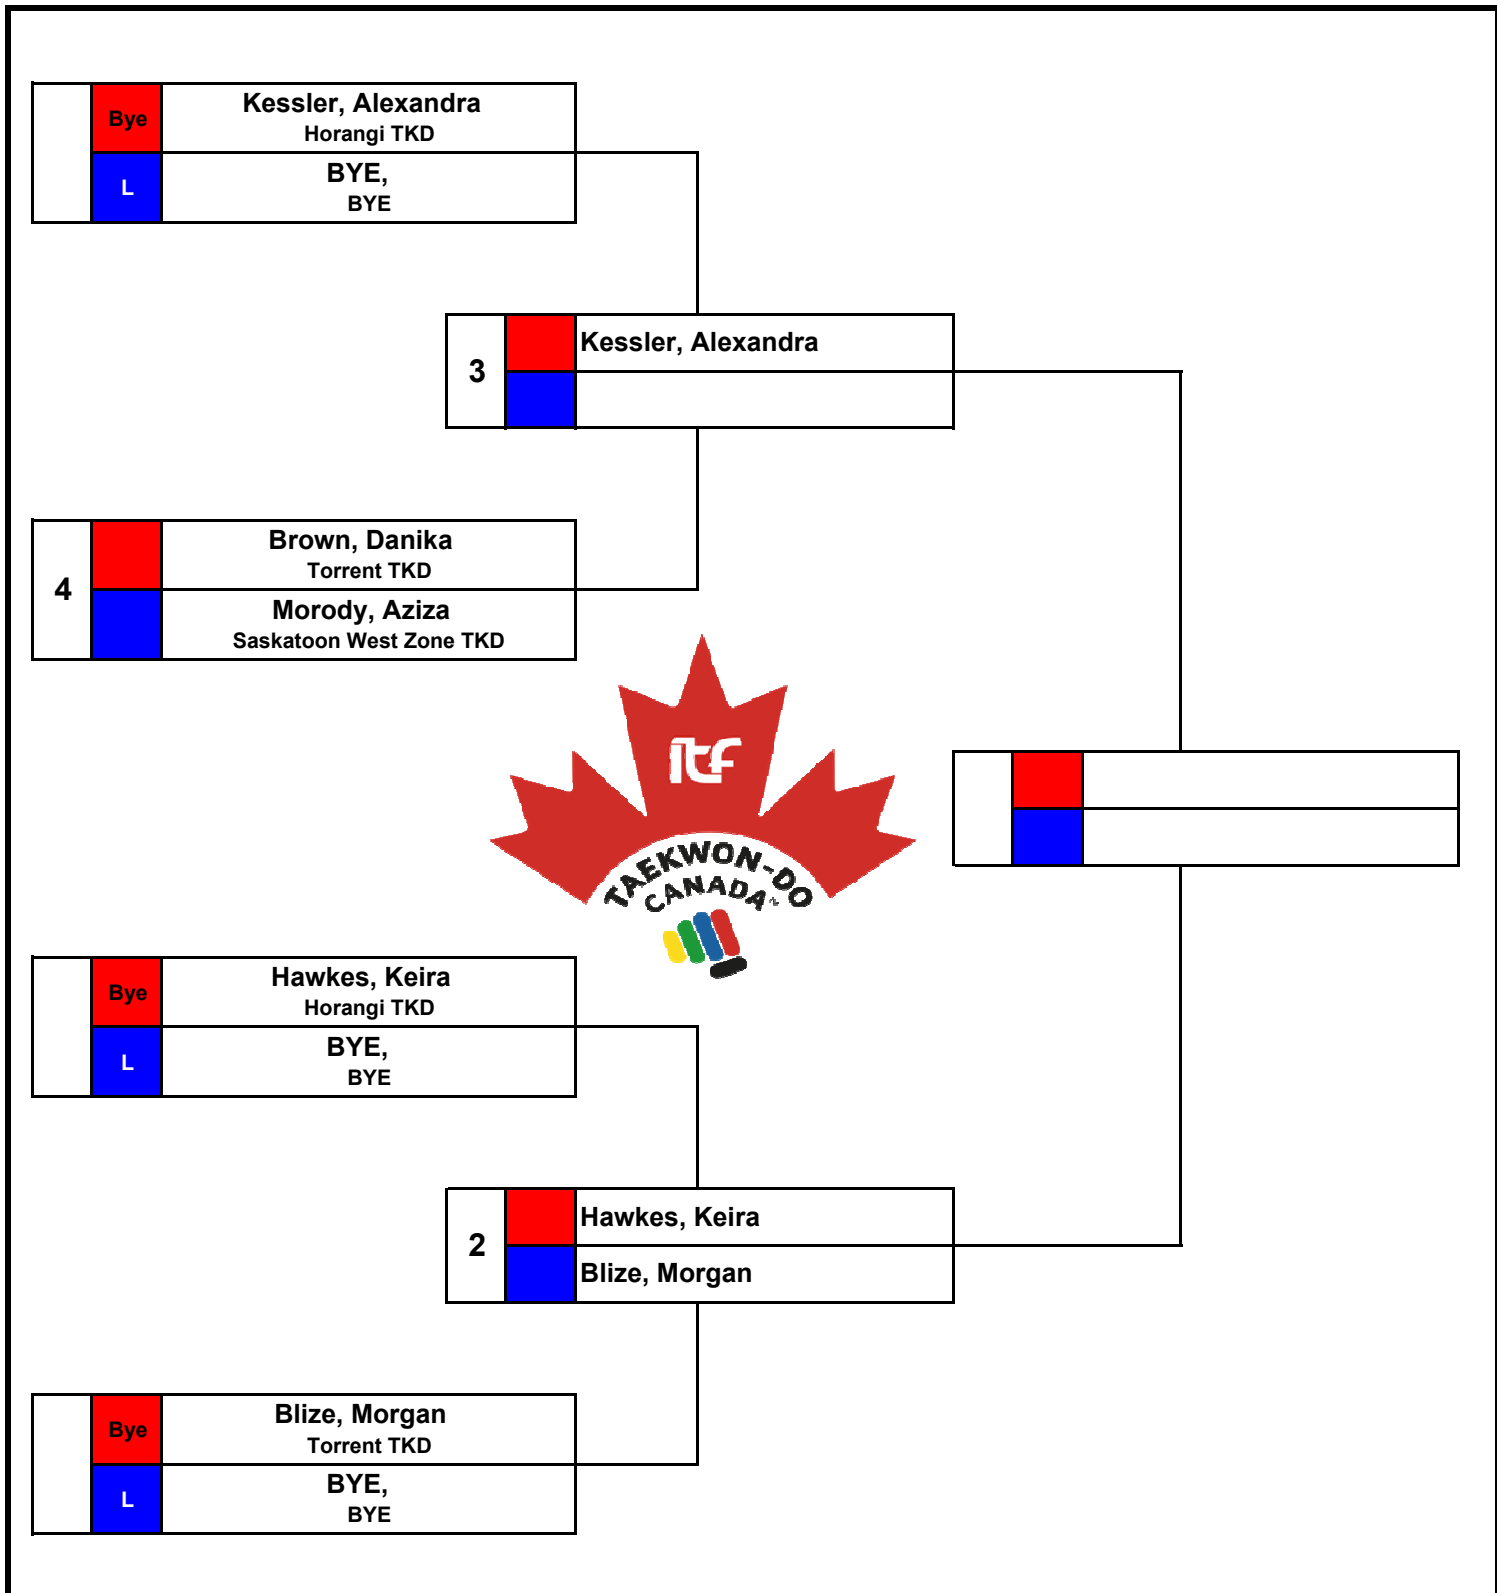 Bye
Kessler, Alexandra
Horangi TKD
L
BYE,
BYE
3
Kessler, Alexandra
4
Brown, Danika
Torrent TKD
Morody, Aziza
Saskatoon West Zone TKD
itf
TAEKWON-DO
CANADA
Bye
Hawkes, Keira
Horangi TKD
L
BYE,
BYE
2
Hawkes, Keira
Blize, Morgan
Bye
Blize, Morgan
Torrent TKD
L
BYE,
BYE